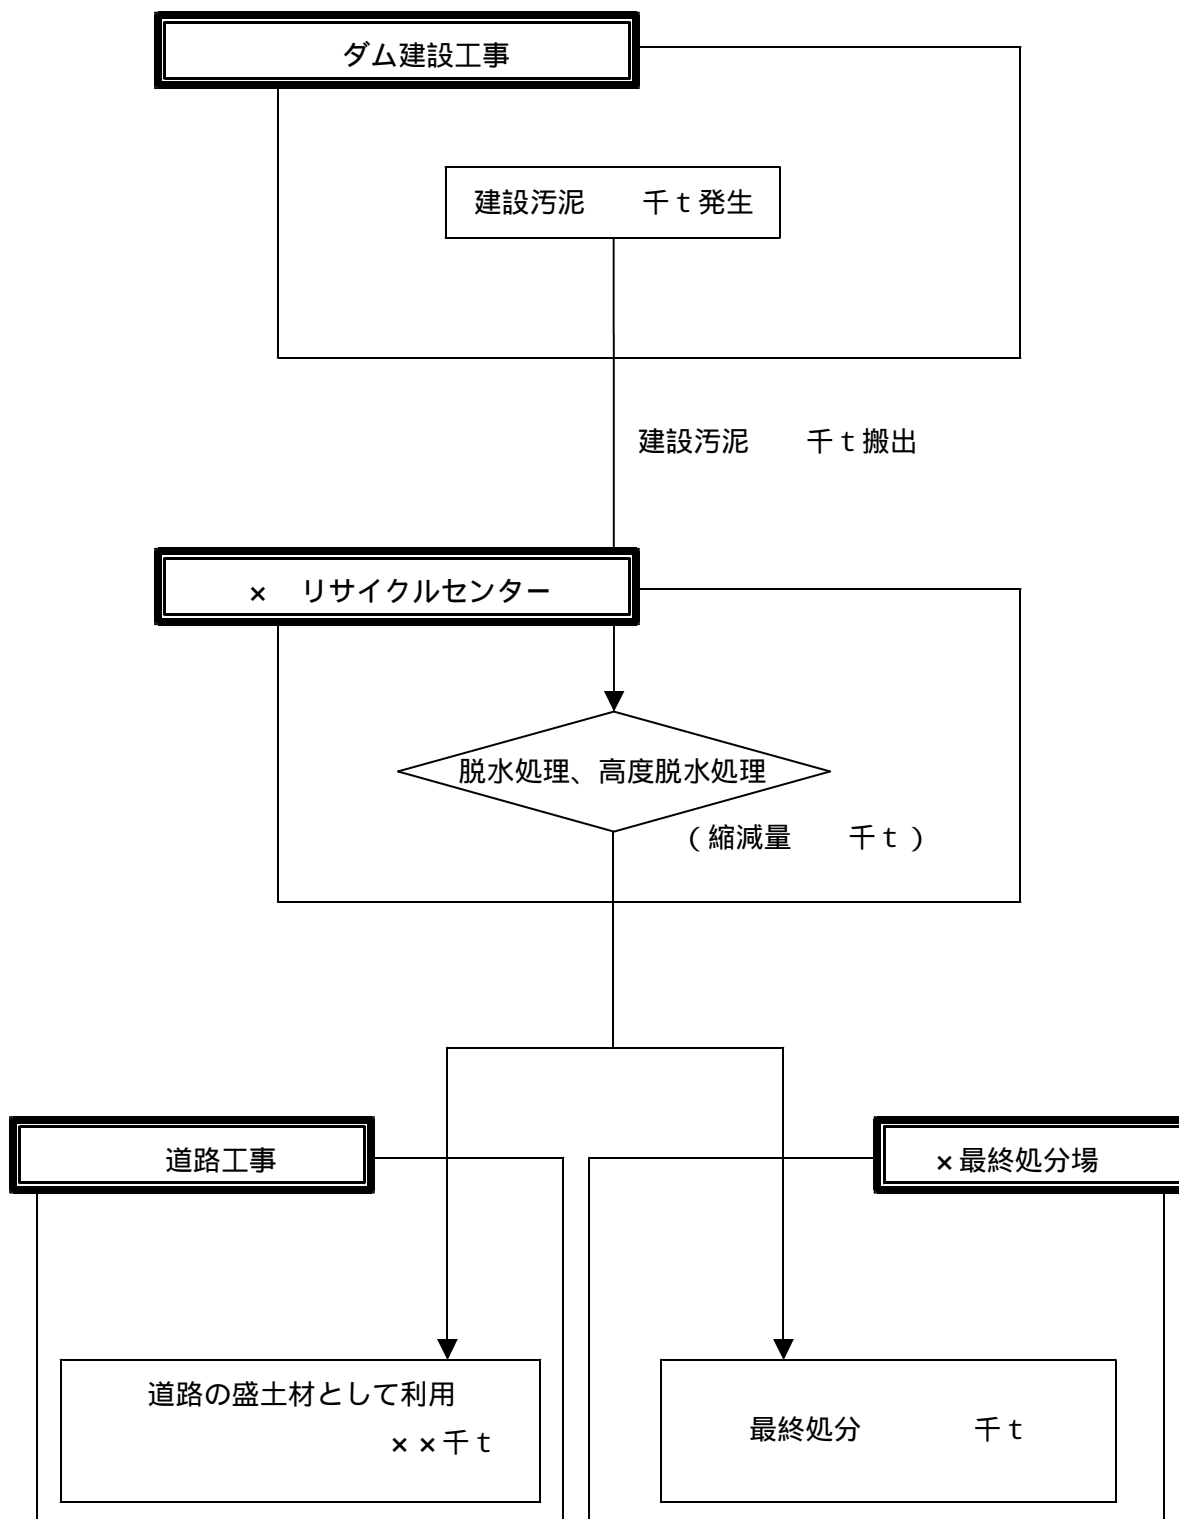 ダム建設工事
建設汚泥　　千ｔ発生
建設汚泥　　千ｔ搬出
×　リサイクルセンター
脱水処理、高度脱水処理
（縮減量　　千ｔ）
道路工事
×最終処分場
道路の盛土材として利用
××千ｔ
最終処分　　　　千ｔ